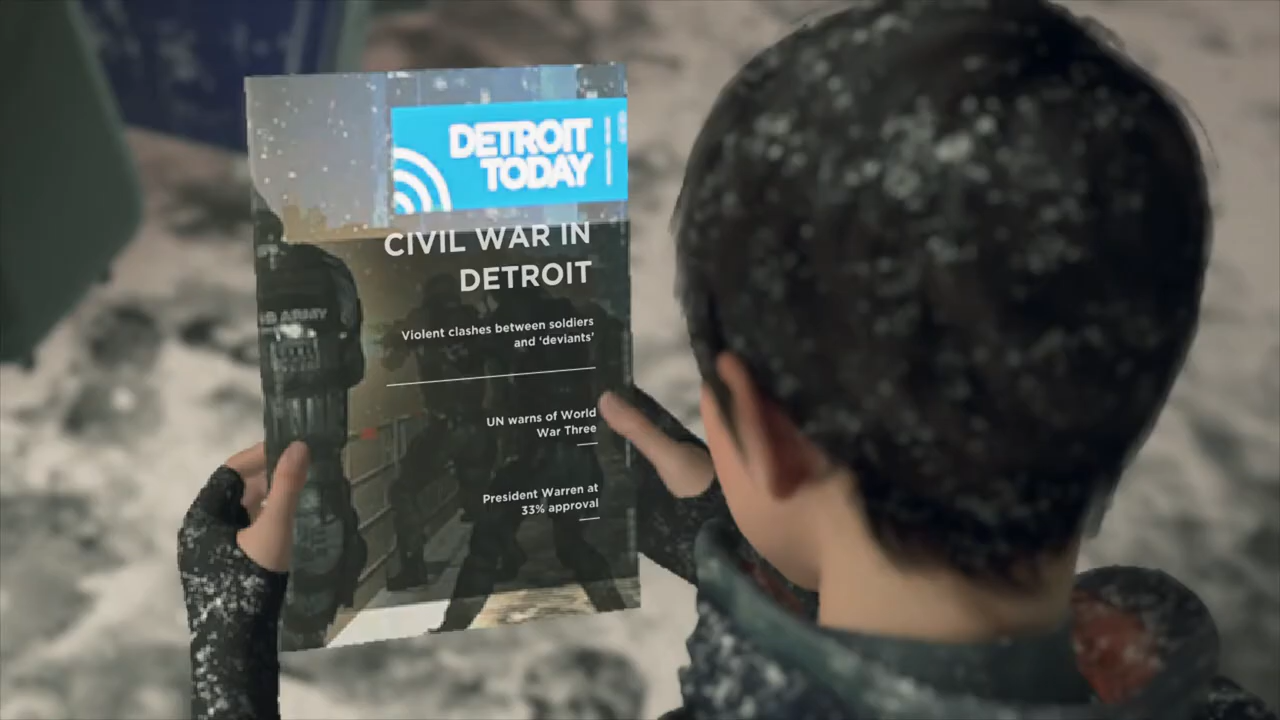 DETROIT
TODAY
CIVIL WAR IN
DETROIT
Violent clashes between soldiers
and ‘deviants’
UN warns of World
War Three
President Warren at
33% approval
ARMY